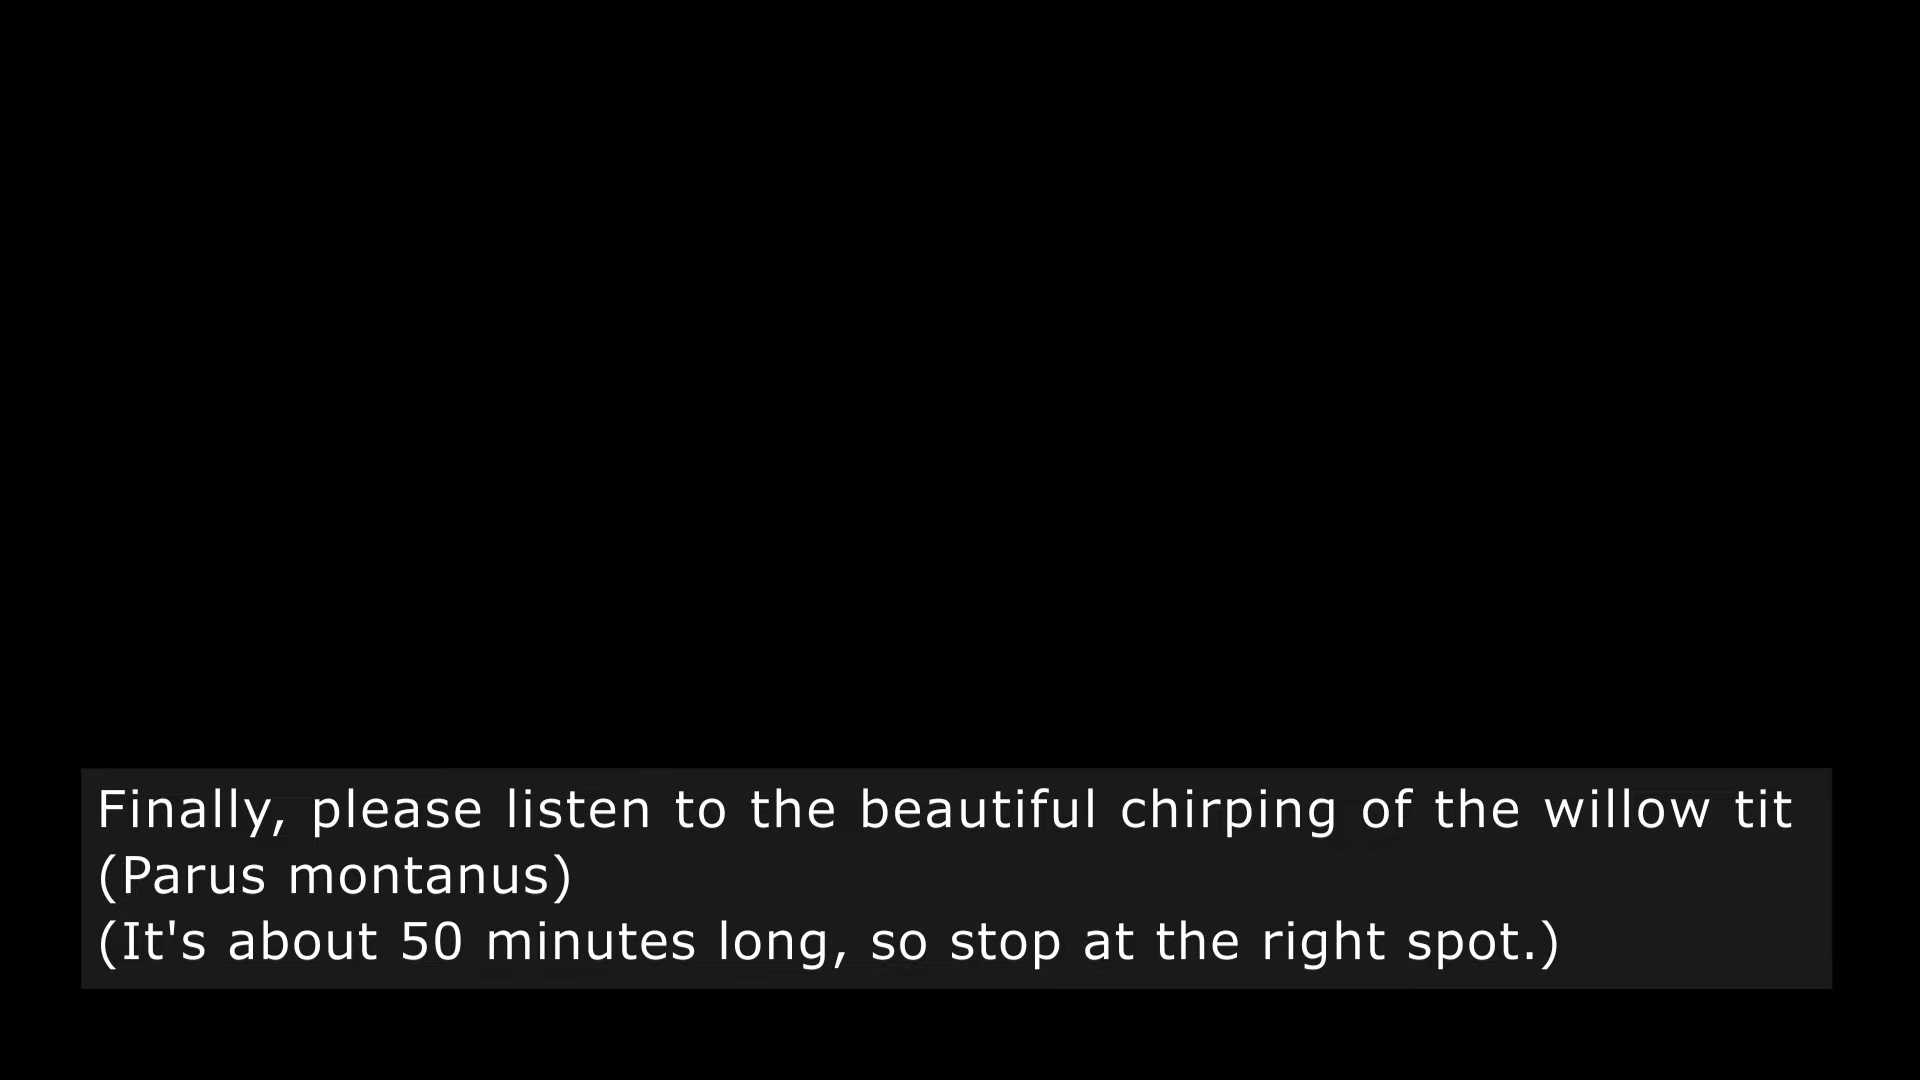 Finally, please listen to the beautiful chirping of the willow tit
(Parus montanus)
(It's about 50 minutes long, so stop at the right spot.)